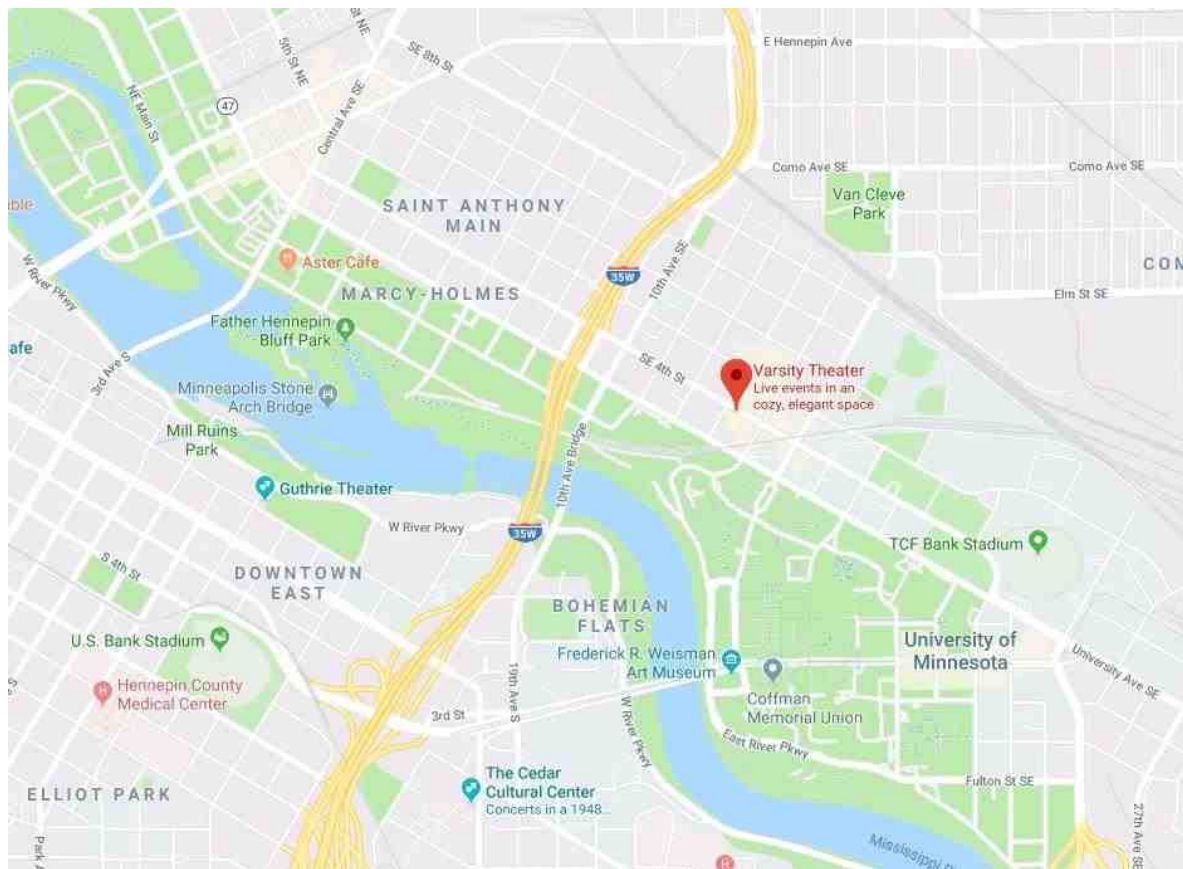 E Hennepin Ave
SE 8th St
5th St NE
St NE
NE Main St
47
Central Ave SE
Como Ave SE
Como Ave SE
Van Cleve
Park
SAINT ANTHONY
MAIN
W River Pkwy
Aster Cafe
35W
10th Ave SE
COM
Elm St SE
MARCY-HOLMES
Father Hennepin
Bluff Park
3rd Ave S
Minneapolis Stone
Arch Bridge
SE 4th St
Varsity Theater
Live events in an
cozy, elegant space
Mill Ruins
Park
10th Ave Bridge
Guthrie Theater
W River Pkwy
35W
TCF Bank Stadium
S 4th St
DOWNTOWN
EAST
BOHEMIAN
FLATS
U.S. Bank Stadium
University of
Minnesota
Frederick R. Weisman
Art Museum
University Ave SE
Hennepin County
Medical Center
19th Ave S
3rd St
W River Pkwy
Coffman
Memorial Union
East River Pkwy
The Cedar
Cultural Center
Concerts in a 1948...
Fulton St SE
ELLIOT PARK
27th Ave SE
Park
Mississippi